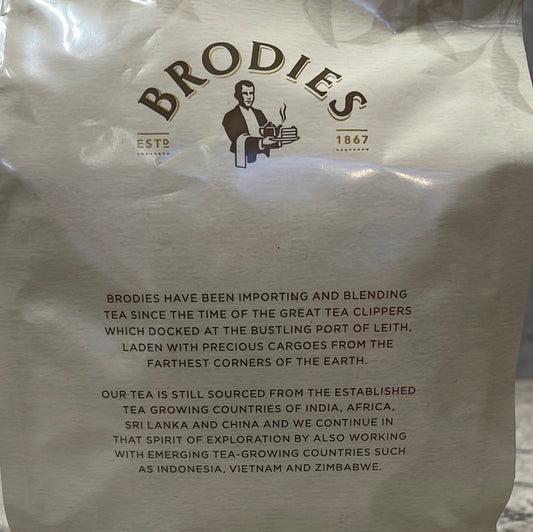 BRODIES
ESTD 1867
BRODIES HAVE BEEN IMPORTING AND BLENDING
TEA SINCE THE TIME OF THE GREAT TEA CLIPPERS
WHICH DOCKED AT THE BUSTLING PORT OF LEITH,
LADEN WITH PRECIOUS CARGOES FROM THE
FARTHEST CORNERS OF THE EARTH.
OUR TEA IS STILL SOURCED FROM THE ESTABLISHED
TEA GROWING COUNTRIES OF INDIA, AFRICA,
SRI LANKA AND CHINA AND WE CONTINUE IN
THAT SPIRIT OF EXPLORATION BY ALSO WORKING
WITH EMERGING TEA-GROWING COUNTRIES SUCH
AS INDONESIA, VIETNAM AND ZIMBABWE.